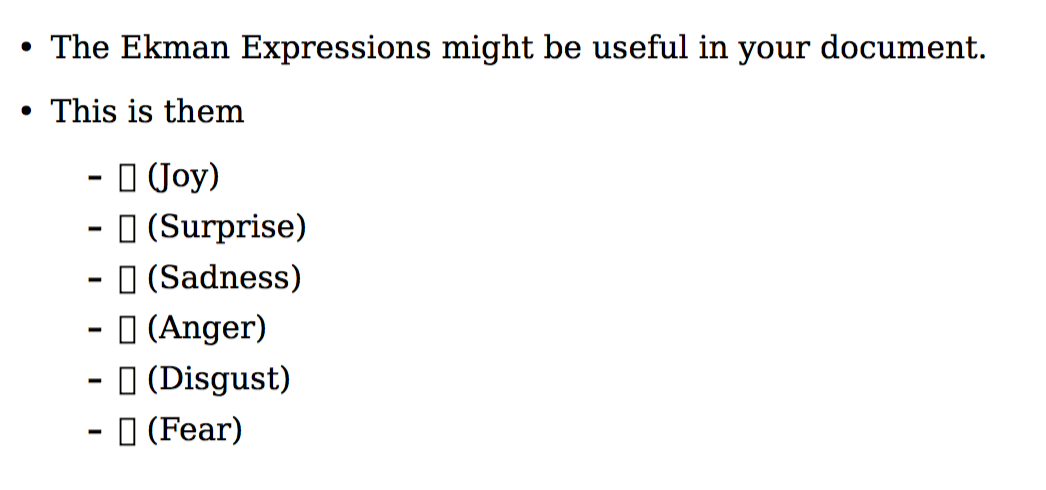 • The Ekman Expressions might be useful in your document.
• This is them
– ▯ (Joy)
– ▯ (Surprise)
– ▯ (Sadness)
– ▯ (Anger)
– ▯ (Disgust)
– ▯ (Fear)